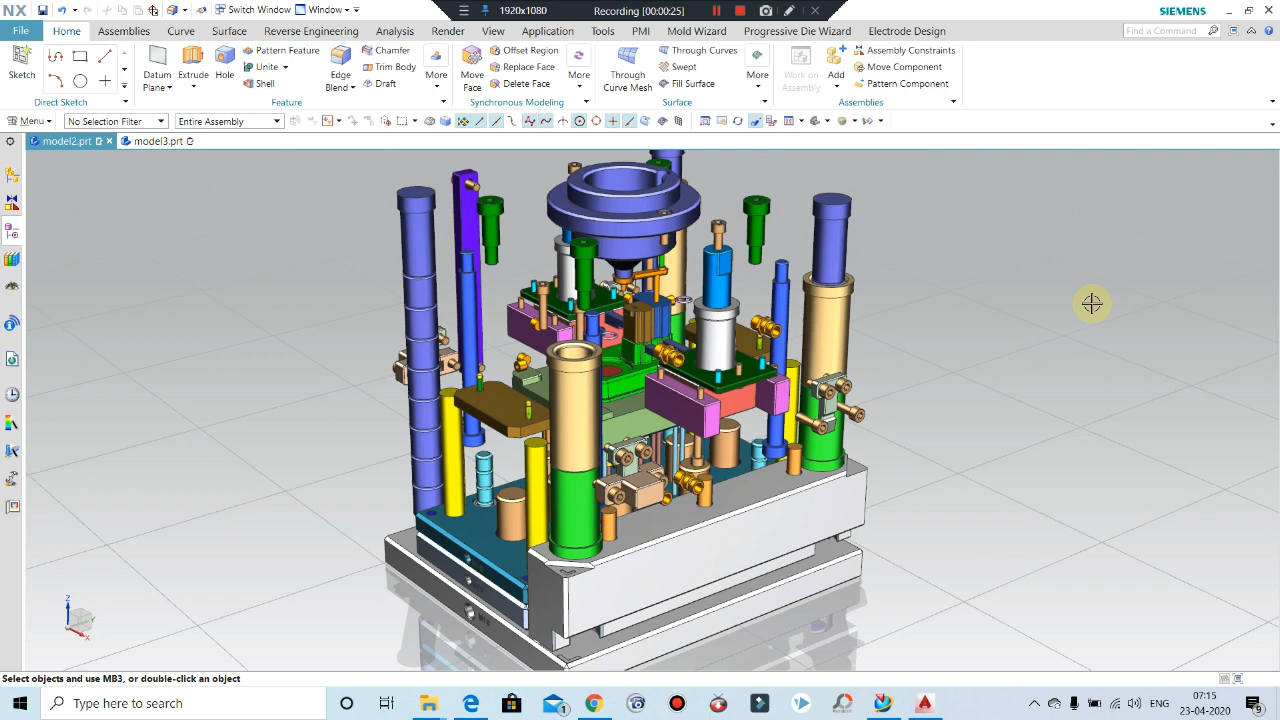 NX
Switch Window
Window
1920x1080
Recording [00:00:25]
SIEMENS
File
Home
Assemblies
Curve
Surface
Reverse Engineering
Analysis
Render
View
Application
Tools
PMI
Mold Wizard
Progressive Die Wizard
Electrode Design
Find a Command
Sketch
Direct Sketch
Datum Plane
Extrude
Hole
Pattern Feature
Unite
Shell
Edge Blend
Chamfer
Trim Body
Draft
More
Feature
Move Face
Offset Region
Replace Face
Delete Face
More
Synchronous Modeling
Through Curve Mesh
Through Curves
Swept
Fill Surface
More
Surface
Work on Assembly
Add
Assembly Constraints
Move Component
Pattern Component
Assemblies
Menu
No Selection Filter
Entire Assembly
model2.prt
model3.prt
Z
X
Select objects and use MB3, or double-click an object
Type here to search
1
ENG
07:15
23-04-2020
5